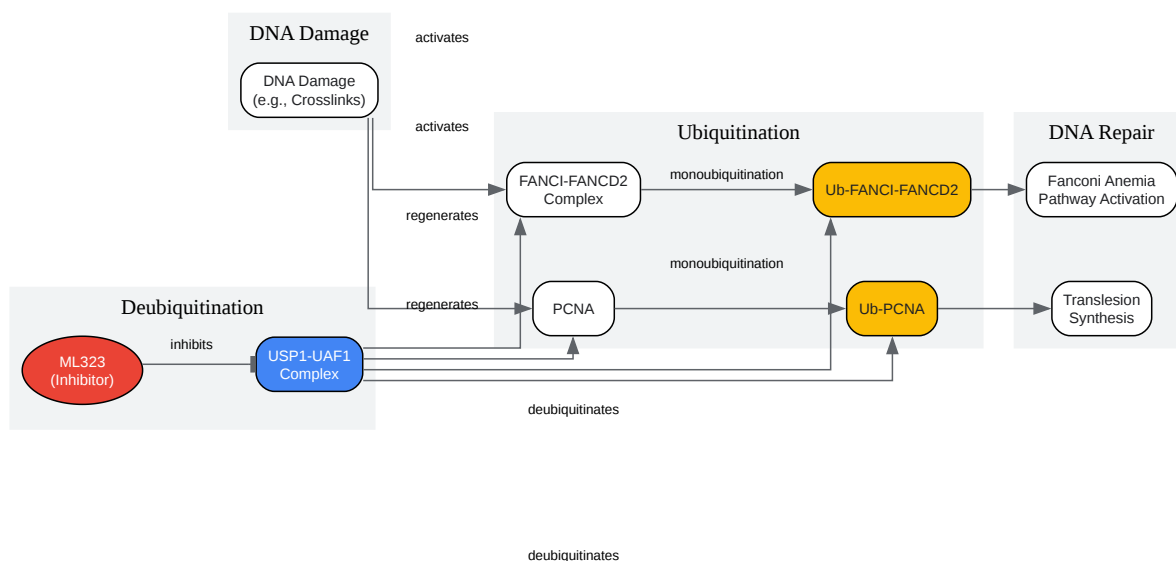 DNA Damage
activates
DNA Damage
(e.g., Crosslinks)
activates
Ubiquitination
DNA Repair
FANCI-FANCD2
Complex
monoubiquitination
Ub-FANCI-FANCD2
Fanconi Anemia
Pathway Activation
regenerates
monoubiquitination
Deubiquitination
regenerates
PCNA
Ub-PCNA
Translesion
Synthesis
inhibits
ML323
(Inhibitor)
USP1-UAF1
Complex
deubiquitinates
deubiquitinates